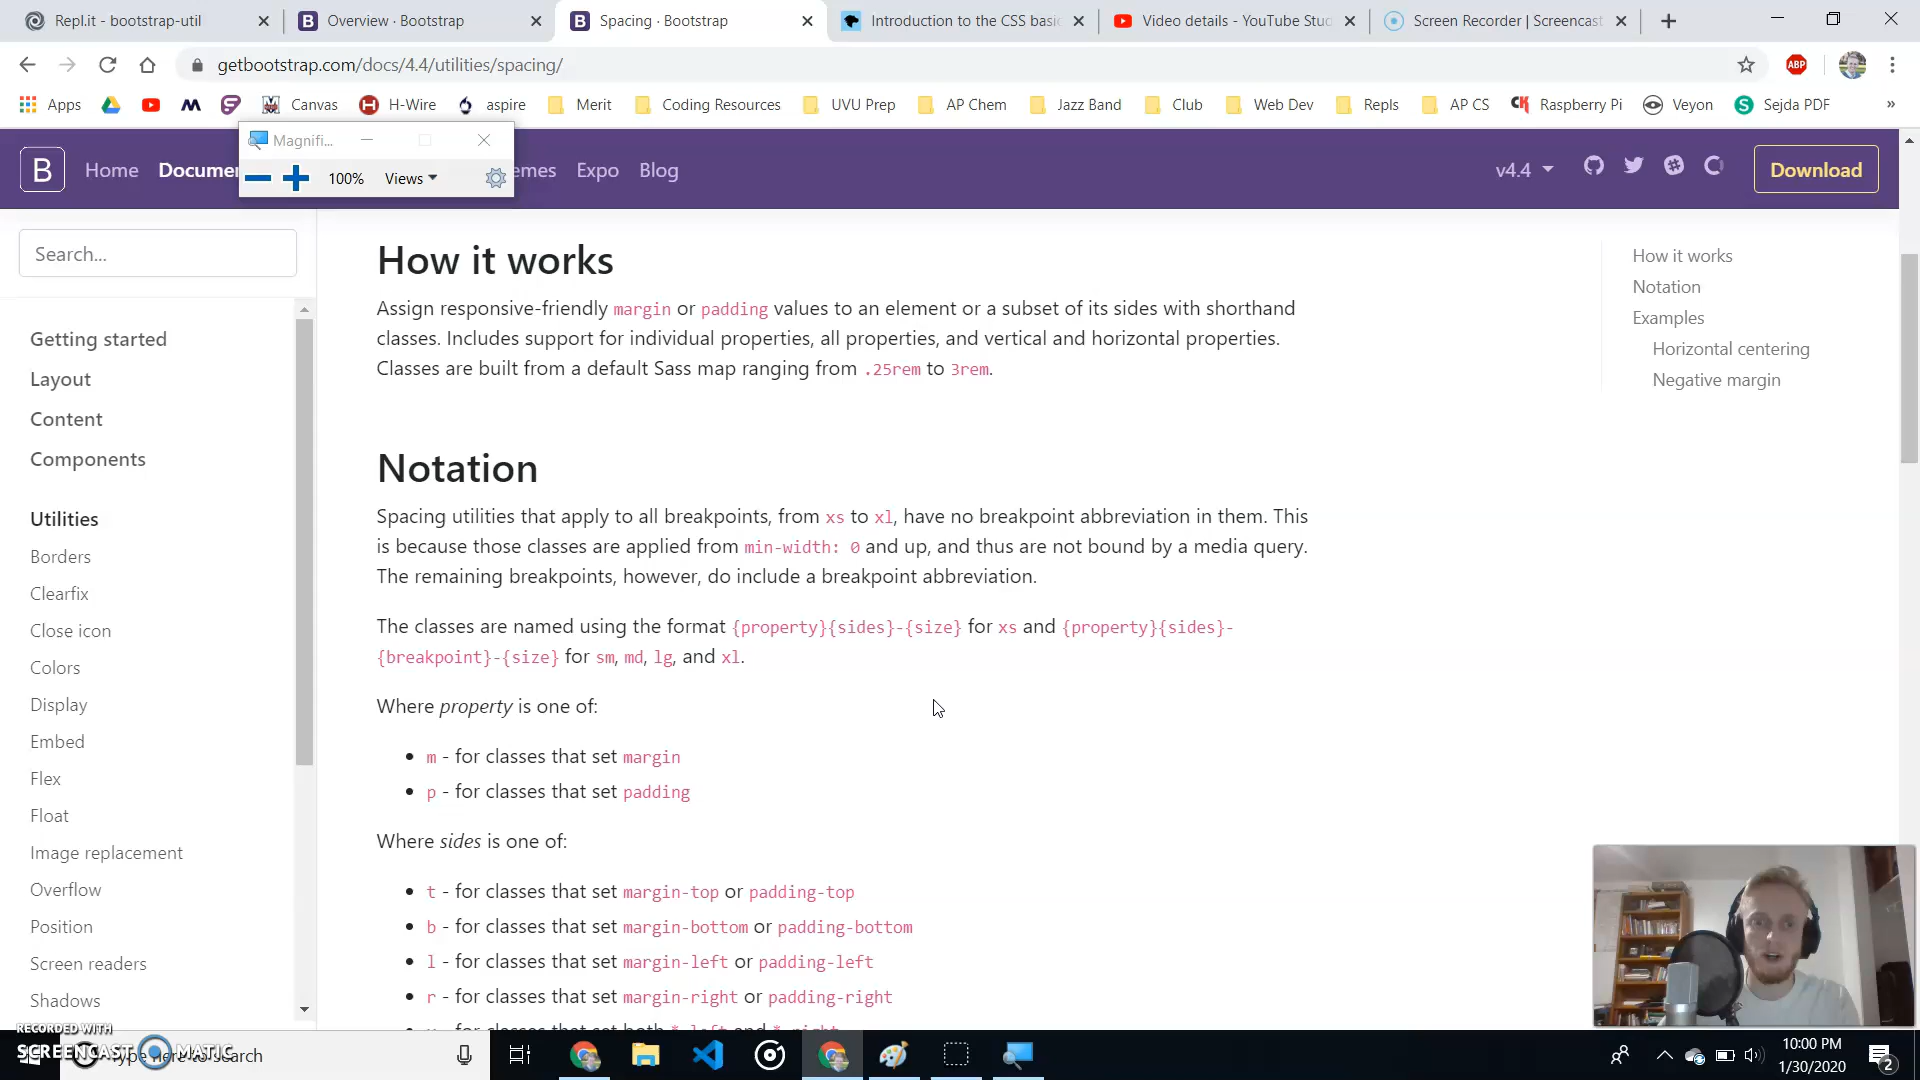 Repl.it - bootstrap-util
Overview · Bootstrap
Spacing · Bootstrap
Introduction to the CSS basic
Video details - YouTube Stud
Screen Recorder | Screencast
getbootstrap.com/docs/4.4/utilities/spacing/
ABP
Apps
Canvas
H-Wire
aspire
Merit
Coding Resources
UVU Prep
AP Chem
Jazz Band
Club
Web Dev
Repls
AP CS
Raspberry Pi
Veyon
Sejda PDF
»
Magnifi...
100%
Views
B
Home
Documen
emes
Expo
Blog
v4.4
Download
Search...
Getting started
Layout
Content
Components
Utilities
Borders
Clearfix
Close icon
Colors
Display
Embed
Flex
Float
Image replacement
Overflow
Position
Screen readers
Shadows
How it works
Assign responsive-friendly margin or padding values to an element or a subset of its sides with shorthand
classes. Includes support for individual properties, all properties, and vertical and horizontal properties.
Classes are built from a default Sass map ranging from .25rem to 3rem.
Notation
Spacing utilities that apply to all breakpoints, from xs to xl, have no breakpoint abbreviation in them. This
is because those classes are applied from min-width: 0 and up, and thus are not bound by a media query.
The remaining breakpoints, however, do include a breakpoint abbreviation.
The classes are named using the format {property}{sides}-{size} for xs and {property}{sides}-
{breakpoint}-{size} for sm, md, lg, and xl.
Where property is one of:
• m - for classes that set margin
• p - for classes that set padding
Where sides is one of:
• t - for classes that set margin-top or padding-top
• b - for classes that set margin-bottom or padding-bottom
• l - for classes that set margin-left or padding-left
• r - for classes that set margin-right or padding-right
for classes that set both *-left and *-right
How it works
Notation
Examples
Horizontal centering
Negative margin
RECORDED WITH
SCREENCAST MATIC
Type here to search
10:00 PM
1/30/2020
2